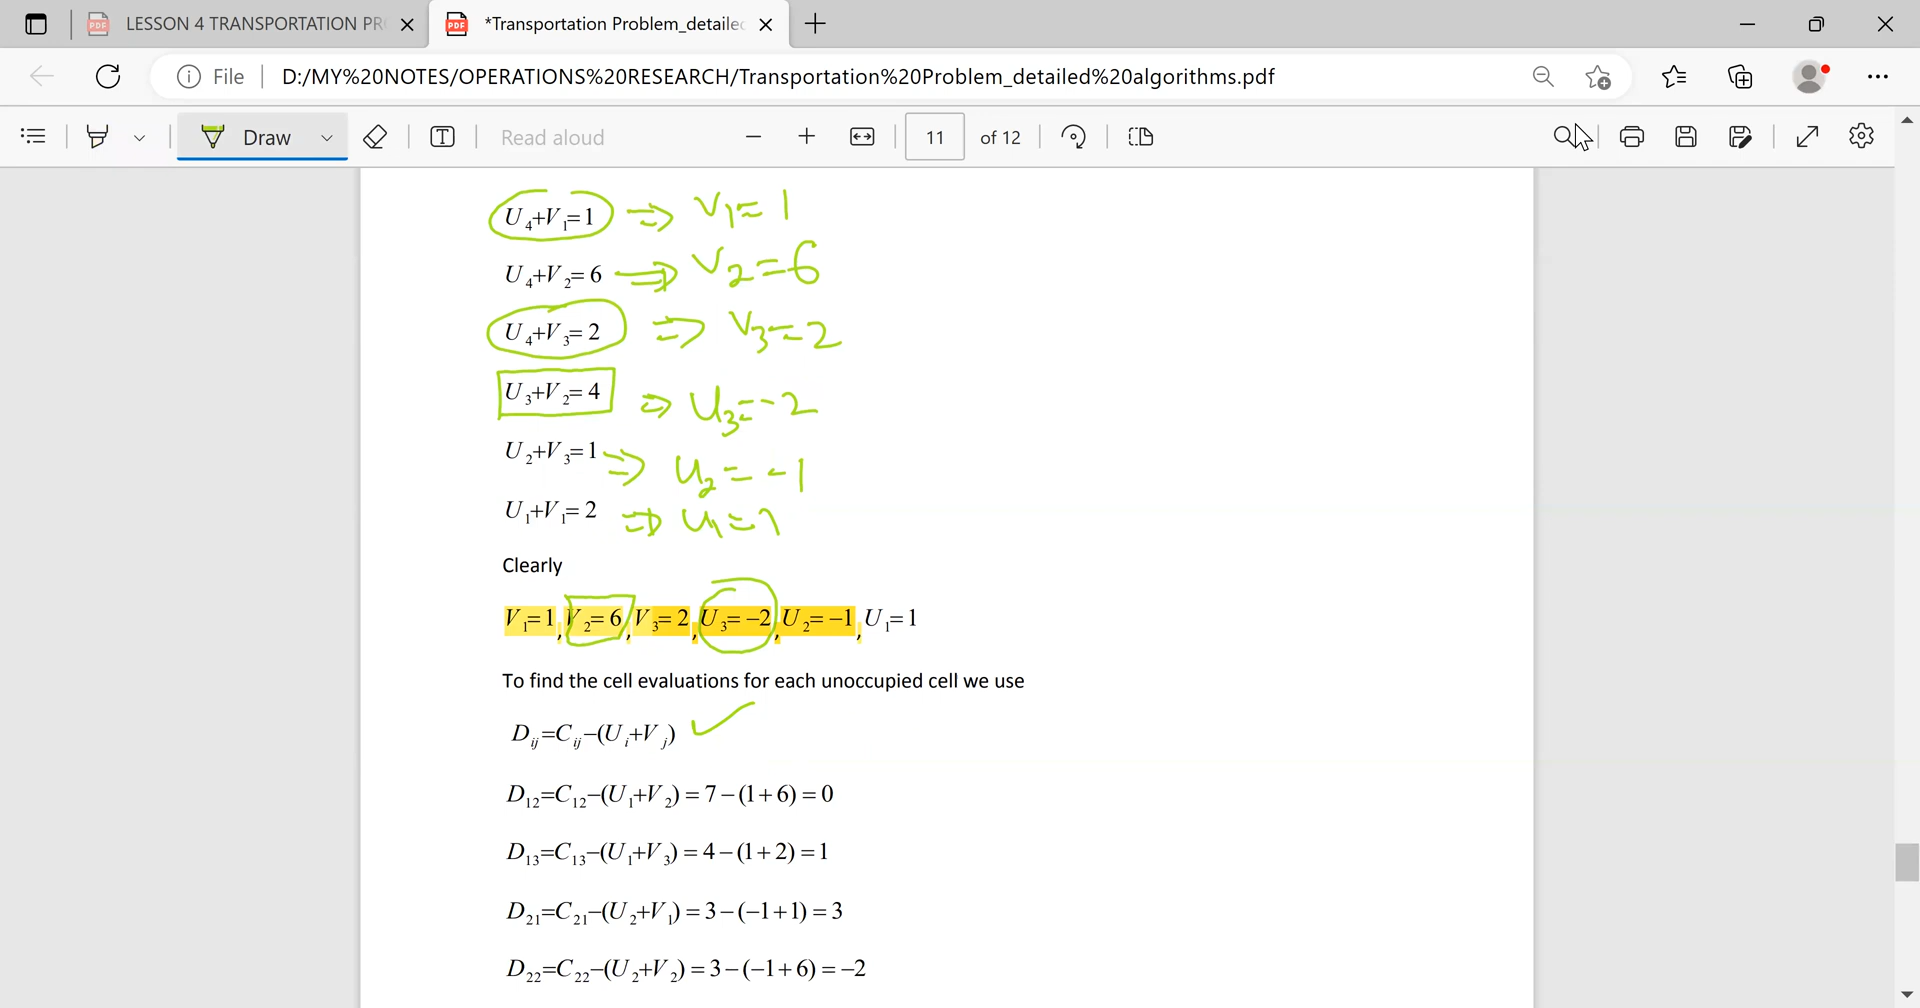 LESSON 4 TRANSPORTATION PR
*Transportation Problem_detailed
File
D:/MY%20NOTES/OPERATIONS%20RESEARCH/Transportation%20Problem_detailed%20algorithms.pdf
Draw
Read aloud
11 of 12
U4+V1=1 ⇒ V1=1
U4+V2=6 ⇒ V2=6
U4+V3=2 ⇒ V3=2
U3+V2=4 ⇒ U3=-2
U2+V3=1 ⇒ U2=-1
U1+V1=2 ⇒ U1=1
Clearly
V1=1, V2=6, V3=2, U3=−2, U2=−1, U1=1
To find the cell evaluations for each unoccupied cell we use
Dij=Cij−(Ui+Vj) ✓
D12=C12−(U1+V2)=7−(1+6)=0
D13=C13−(U1+V3)=4−(1+2)=1
D21=C21−(U2+V1)=3−(−1+1)=3
D22=C22−(U2+V2)=3−(−1+6)=−2